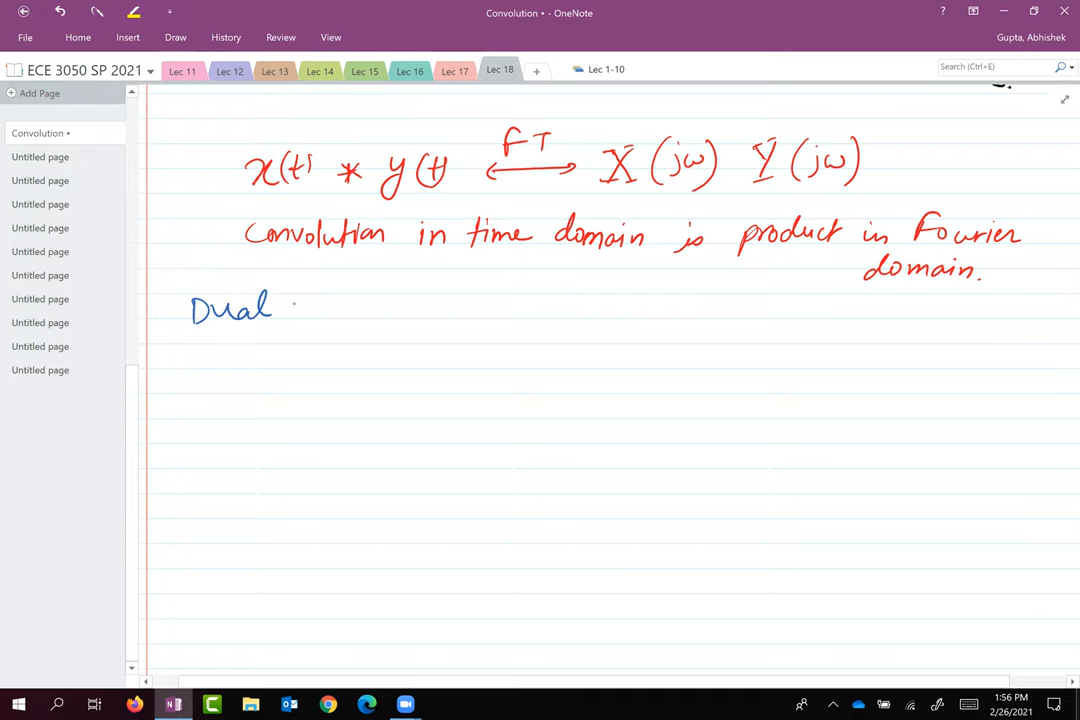 Convolution • - OneNote
?
Gupta, Abhishek
File Home Insert Draw History Review View
ECE 3050 SP 2021
Lec 11 Lec 12 Lec 13 Lec 14 Lec 15 Lec 16 Lec 17 Lec 18 + Lec 1-10
Search (Ctrl+E)
Add Page
Convolution •
Untitled page
Untitled page
Untitled page
Untitled page
Untitled page
Untitled page
Untitled page
Untitled page
Untitled page
Untitled page
x(t) * y(t) ⟷ X(jω) Y(jω)
FT
Convolution in time domain is product in Fourier
domain.
Dual
1:56 PM
2/26/2021